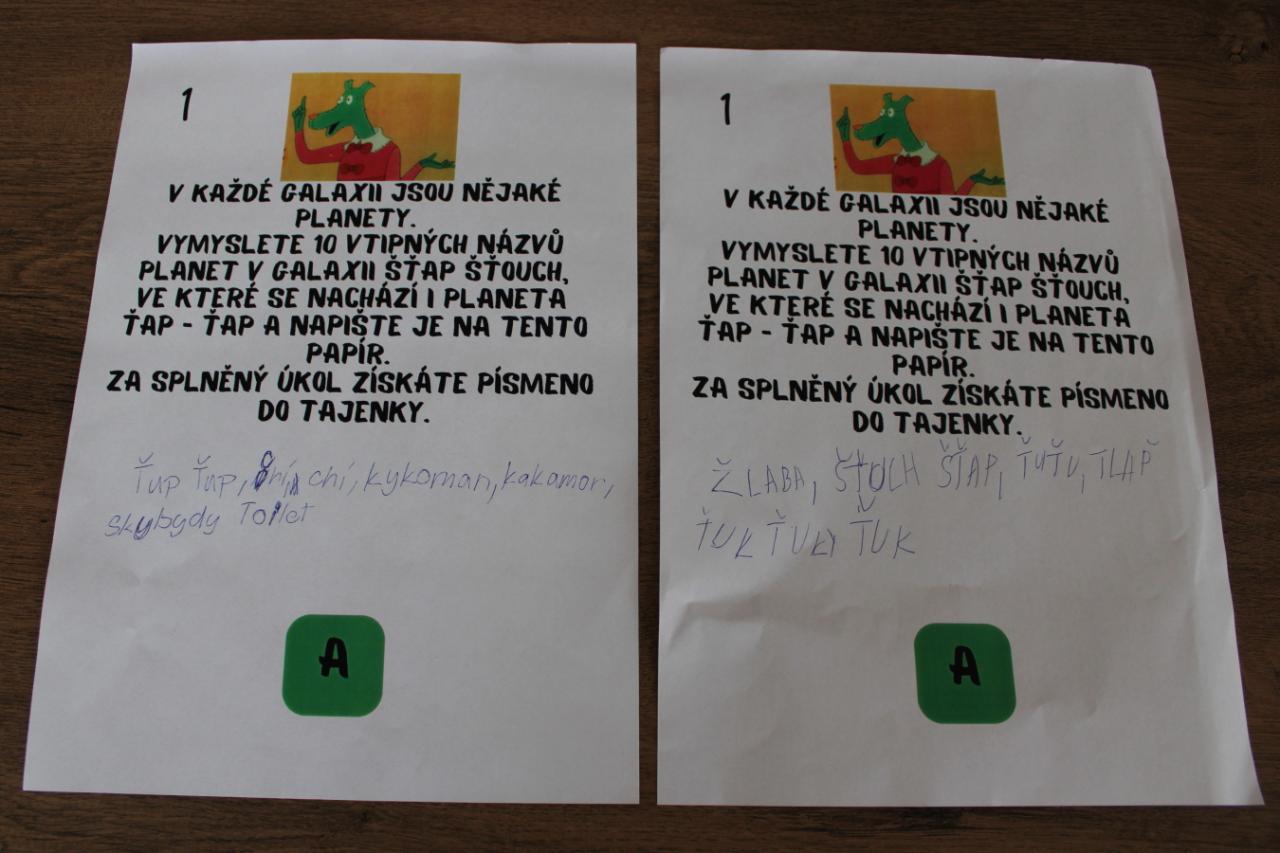 1
V KAŽDÉ GALAXII JSOU NĚJAKÉ
PLANETY.
VYMYSLETE 10 VTIPNÝCH NÁZVŮ
PLANET V GALAXII ŠŤAP ŠŤOUCH,
VE KTERÉ SE NACHÁZÍ I PLANETA
ŤAP - ŤAP A NAPIŠTE JE NA TENTO
PAPÍR.
ZA SPLNĚNÝ ÚKOL ZÍSKÁTE PÍSMENO
DO TAJENKY.
Ťup Ťup, chí, kykoman, kakamor,
skybydy Toilet
A
1
V KAŽDÉ GALAXII JSOU NĚJAKÉ
PLANETY.
VYMYSLETE 10 VTIPNÝCH NÁZVŮ
PLANET V GALAXII ŠŤAP ŠŤOUCH,
VE KTERÉ SE NACHÁZÍ I PLANETA
ŤAP - ŤAP A NAPIŠTE JE NA TENTO
PAPÍR.
ZA SPLNĚNÝ ÚKOL ZÍSKÁTE PÍSMENO
DO TAJENKY.
ŽLABA, ŠŤOUCH ŠŤAP, ŤUŤU, TLAP
ŤUK ŤUK ŤUK
A